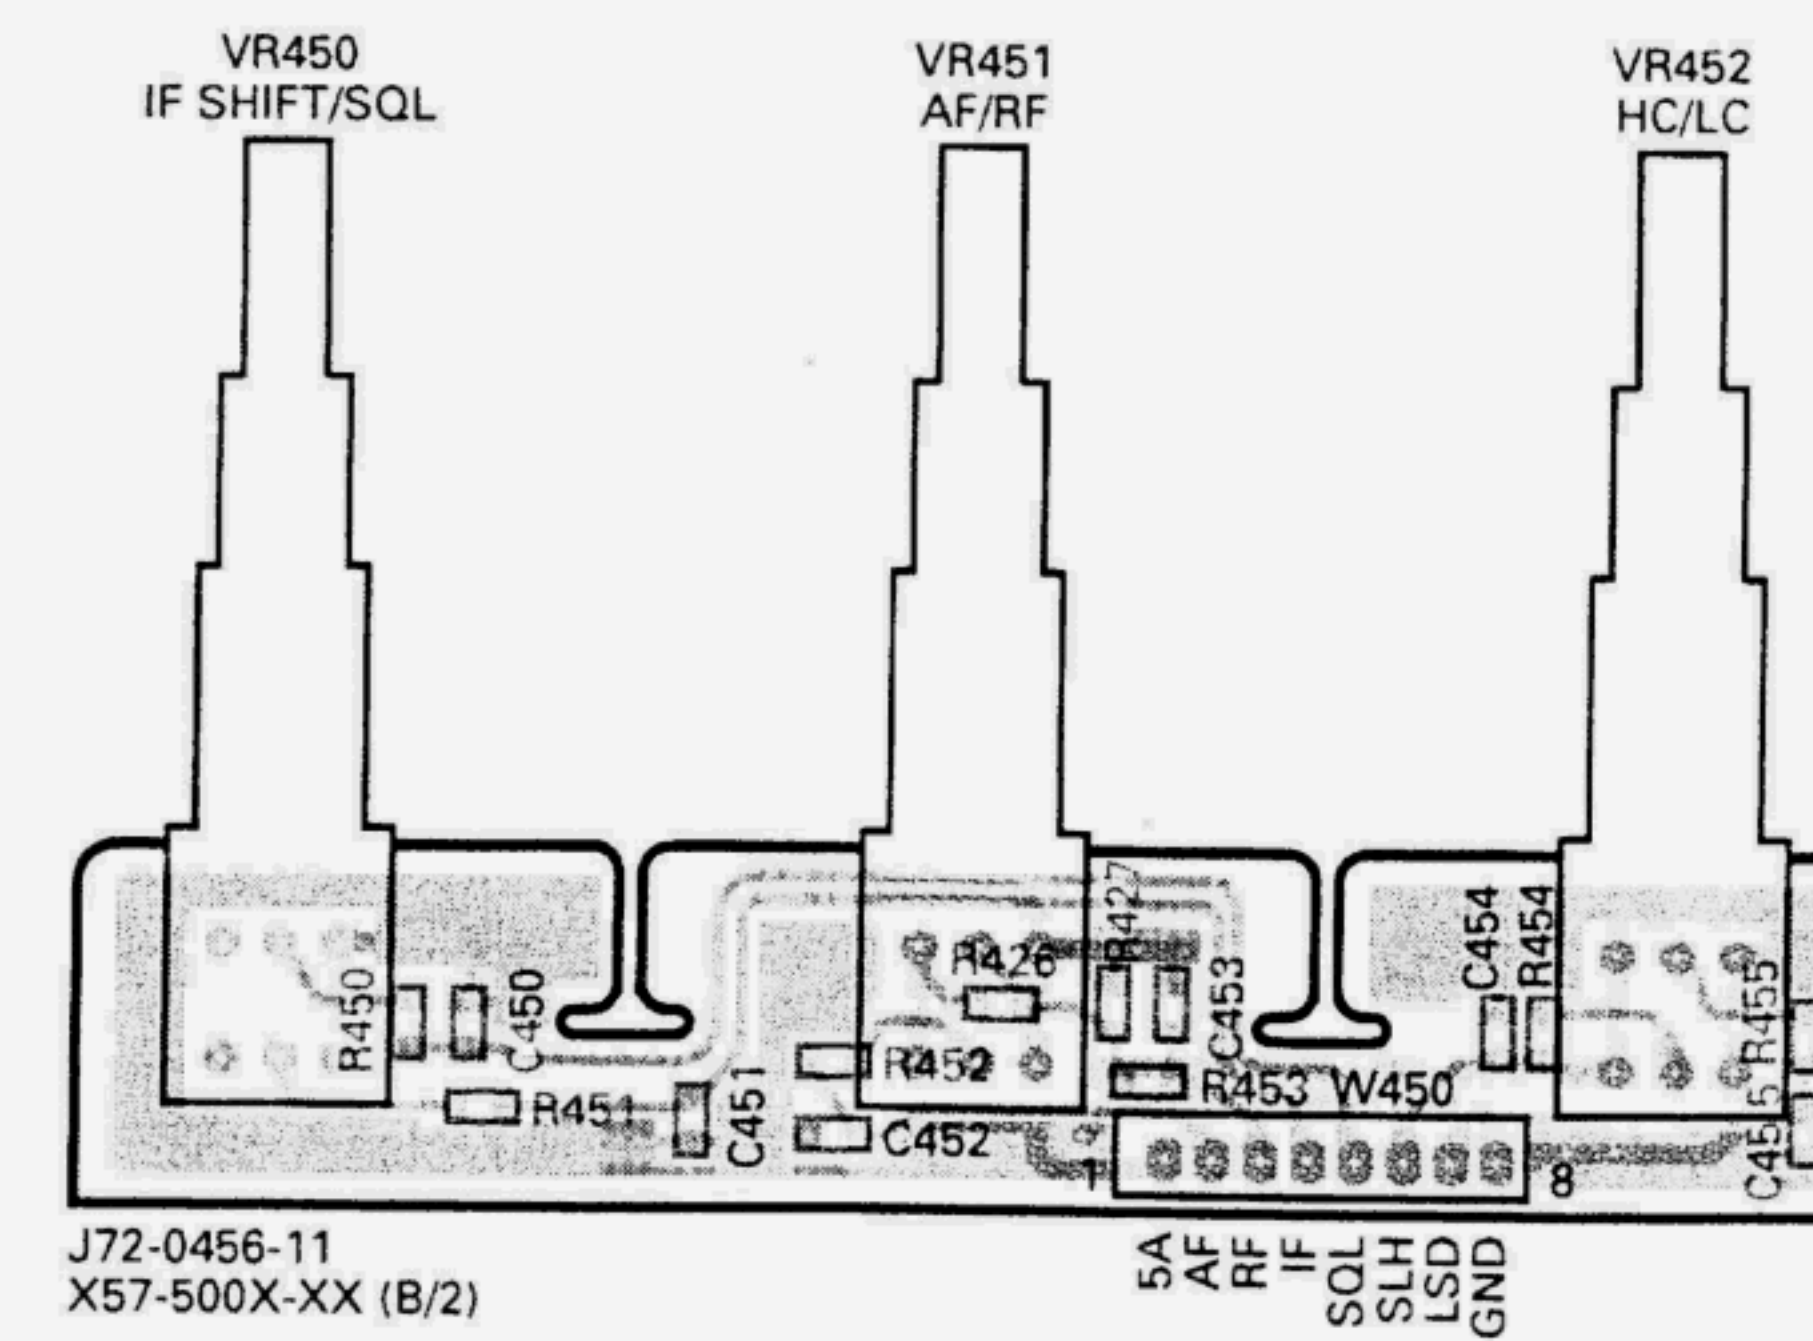 VR450
IF SHIFT/SQL
VR451
AF/RF
VR452
HC/LC
R450
C450
R451
C451
R452
C452
R426
R427
C453
R453
W450
C454
R454
R455
C455
1
8
5A
AF
RF
IF
SQL
SLH
LSD
GND
J72-0456-11
X57-500X-XX (B/2)